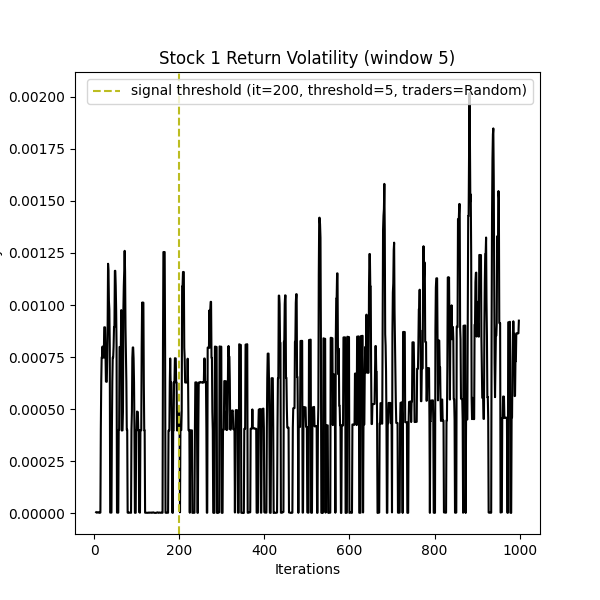 Stock 1 Return Volatility (window 5)
signal threshold (it=200, threshold=5, traders=Random)
0.00200
0.00175
0.00150
0.00125
0.00100
0.00075
0.00050
0.00025
0.00000
0 200 400 600 800 1000
Iterations